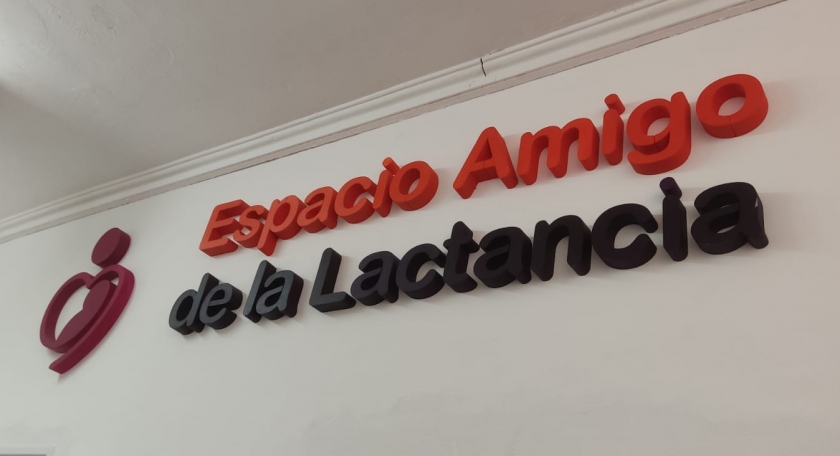 Espacio Amigo
de la Lactancia